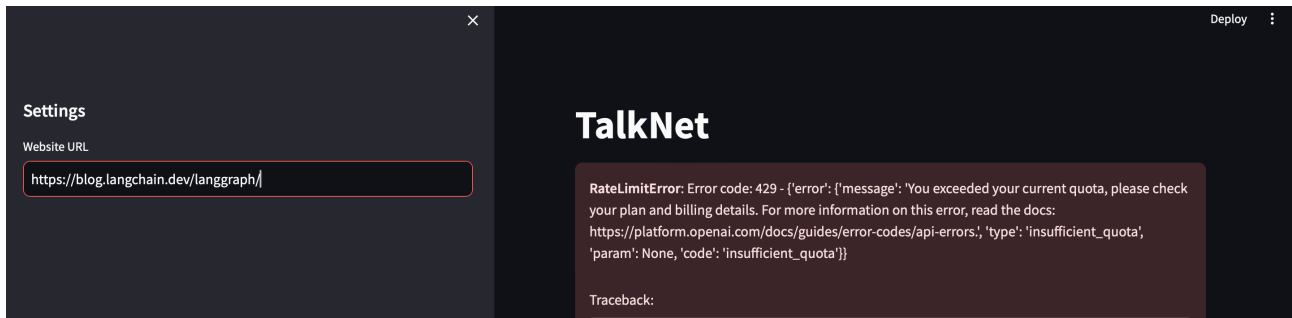 Deploy
Settings
Website URL
https://blog.langchain.dev/langgraph/
TalkNet
RateLimitError: Error code: 429 - {'error': {'message': 'You exceeded your current quota, please check
your plan and billing details. For more information on this error, read the docs:
https://platform.openai.com/docs/guides/error-codes/api-errors.', 'type': 'insufficient_quota',
'param': None, 'code': 'insufficient_quota'}}
Traceback: